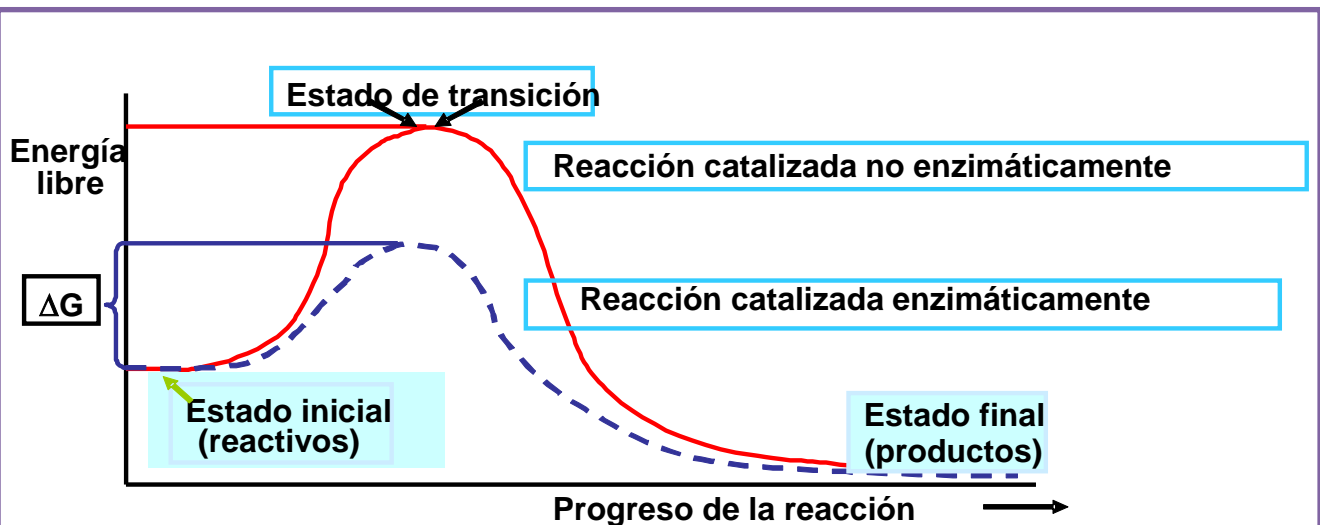 Estado de transición
Energía
libre
Reacción catalizada no enzimáticamente
ΔG
Reacción catalizada enzimáticamente
Estado inicial
(reactivos)
Estado final
(productos)
Progreso de la reacción